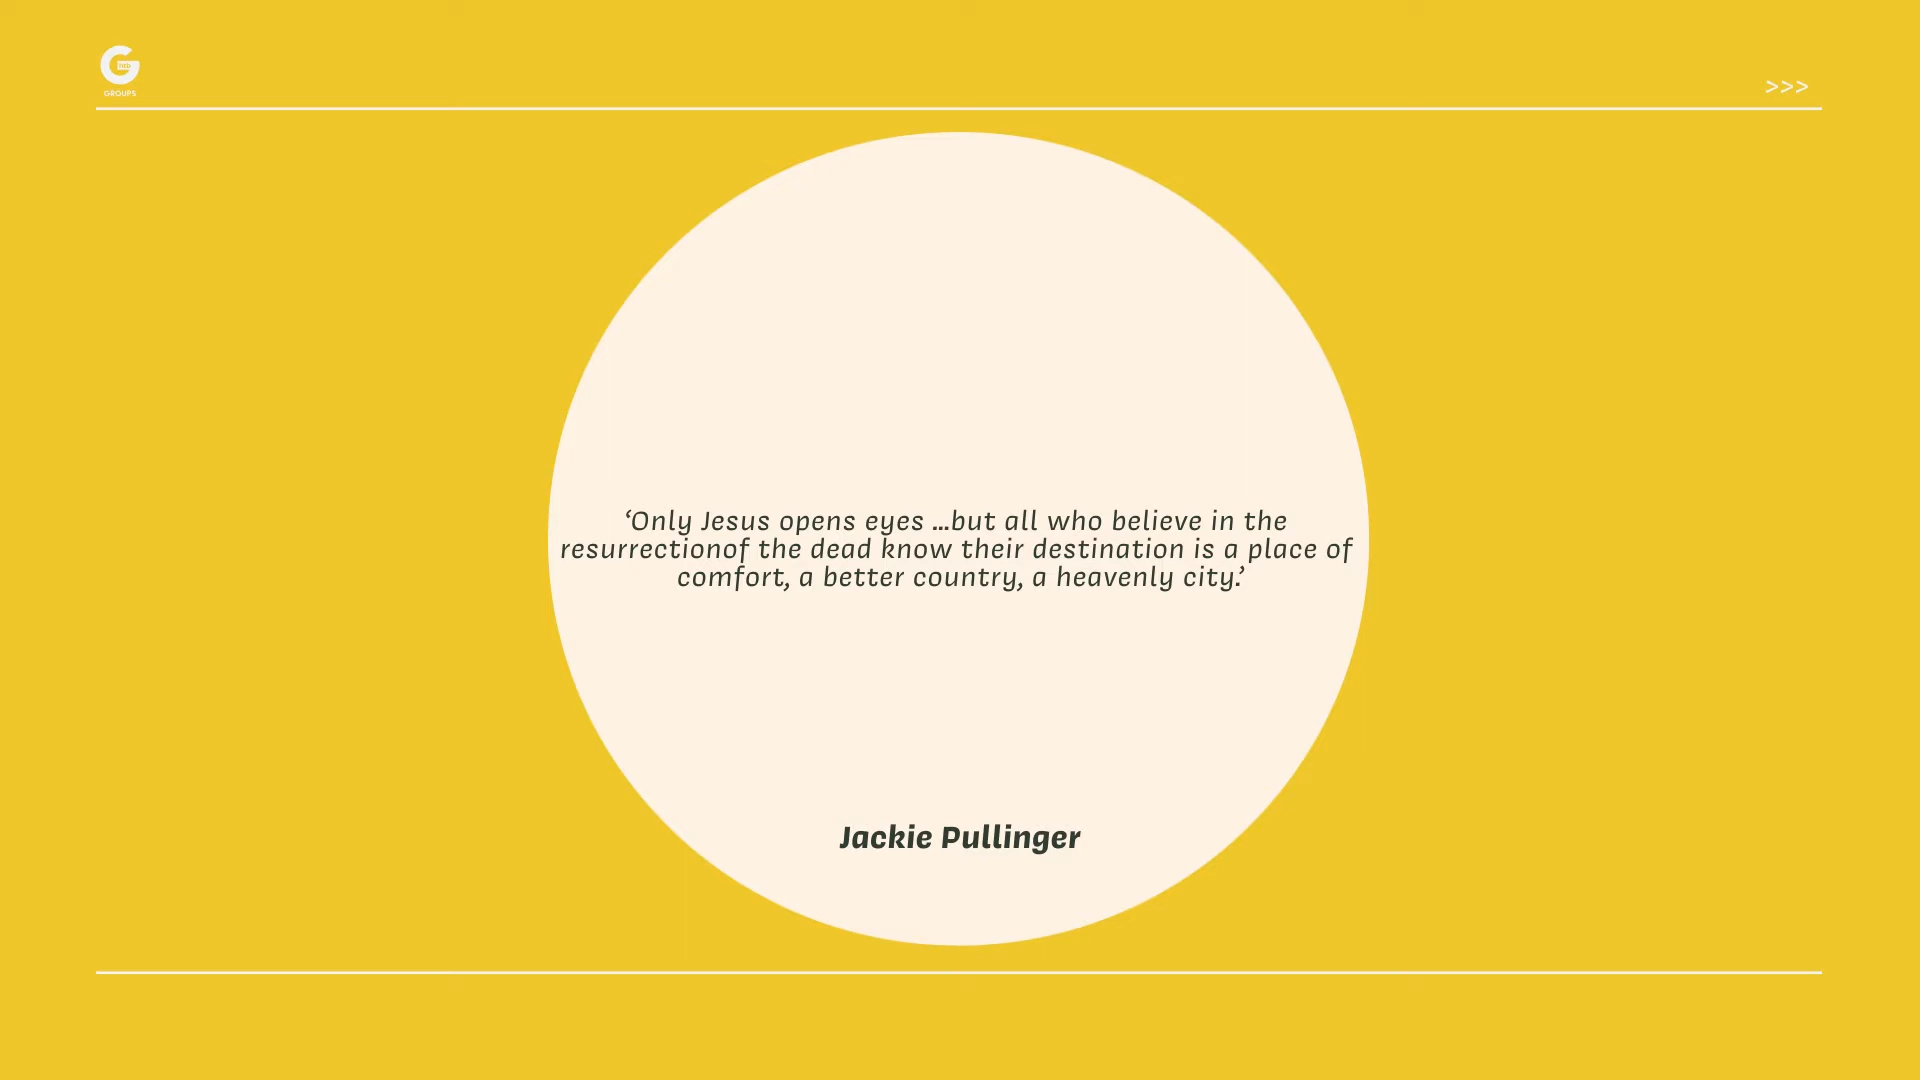 GROUPS
>>>
‘Only Jesus opens eyes ...but all who believe in the
resurrectionof the dead know their destination is a place of
comfort, a better country, a heavenly city.’
Jackie Pullinger